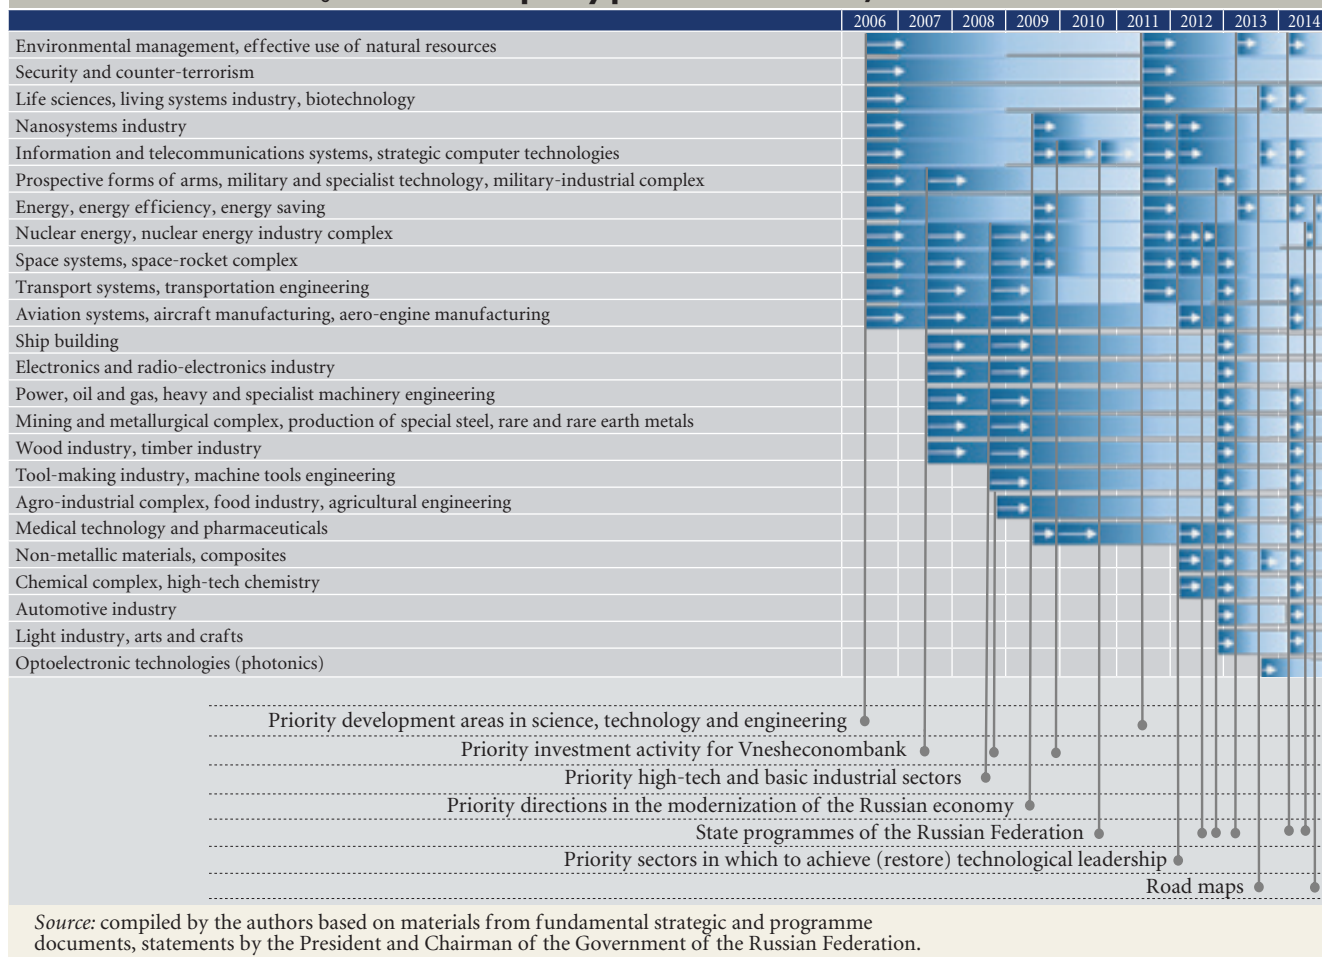 2006 2007 2008 2009 2010 2011 2012 2013 2014
Environmental management, effective use of natural resources
Security and counter-terrorism
Life sciences, living systems industry, biotechnology
Nanosystems industry
Information and telecommunications systems, strategic computer technologies
Prospective forms of arms, military and specialist technology, military-industrial complex
Energy, energy efficiency, energy saving
Nuclear energy, nuclear energy industry complex
Space systems, space-rocket complex
Transport systems, transportation engineering
Aviation systems, aircraft manufacturing, aero-engine manufacturing
Ship building
Electronics and radio-electronics industry
Power, oil and gas, heavy and specialist machinery engineering
Mining and metallurgical complex, production of special steel, rare and rare earth metals
Wood industry, timber industry
Tool-making industry, machine tools engineering
Agro-industrial complex, food industry, agricultural engineering
Medical technology and pharmaceuticals
Non-metallic materials, composites
Chemical complex, high-tech chemistry
Automotive industry
Light industry, arts and crafts
Optoelectronic technologies (photonics)
Priority development areas in science, technology and engineering
Priority investment activity for Vnesheconombank
Priority high-tech and basic industrial sectors
Priority directions in the modernization of the Russian economy
State programmes of the Russian Federation
Priority sectors in which to achieve (restore) technological leadership
Road maps
Source: compiled by the authors based on materials from fundamental strategic and programme
documents, statements by the President and Chairman of the Government of the Russian Federation.